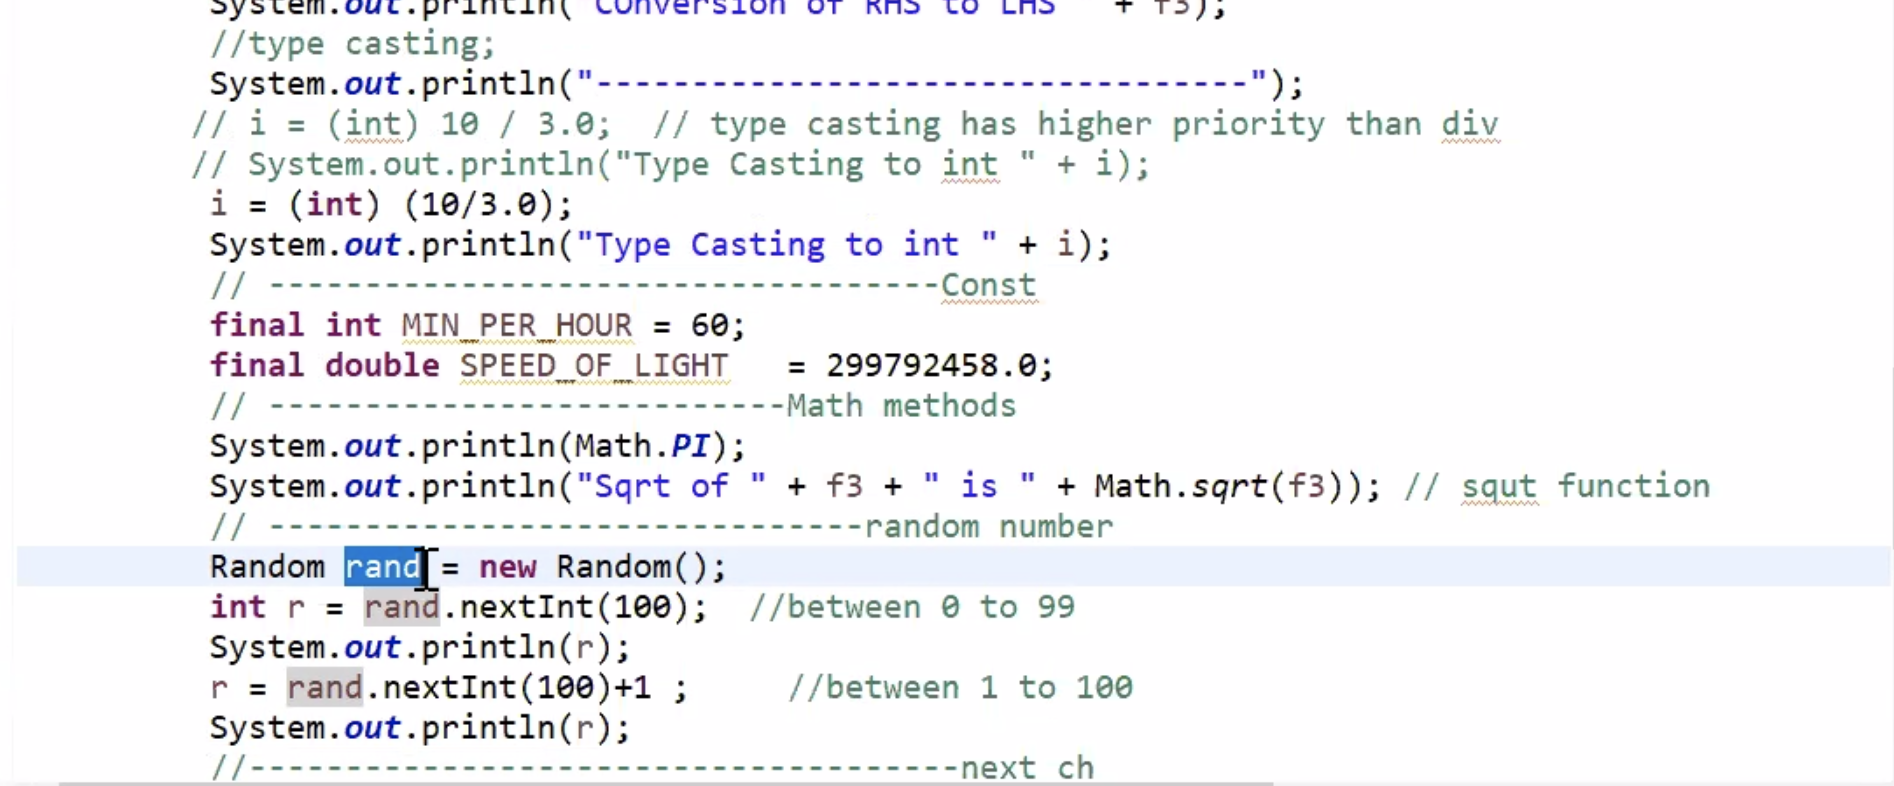 System.out.println("COnversion of RHS to LHS " + f3);
//type casting;
System.out.println("----------------------------------");
// i = (int) 10 / 3.0;  // type casting has higher priority than div
// System.out.println("Type Casting to int " + i);
i = (int) (10/3.0);
System.out.println("Type Casting to int " + i);
// -----------------------------------Const
final int MIN_PER_HOUR = 60;
final double SPEED_OF_LIGHT   = 299792458.0;
// ---------------------------Math methods
System.out.println(Math.PI);
System.out.println("Sqrt of " + f3 + " is " + Math.sqrt(f3)); // squt function
// -------------------------------random number
Random rand = new Random();
int r = rand.nextInt(100);  //between 0 to 99
System.out.println(r);
r = rand.nextInt(100)+1 ;     //between 1 to 100
System.out.println(r);
//-------------------------------------next ch